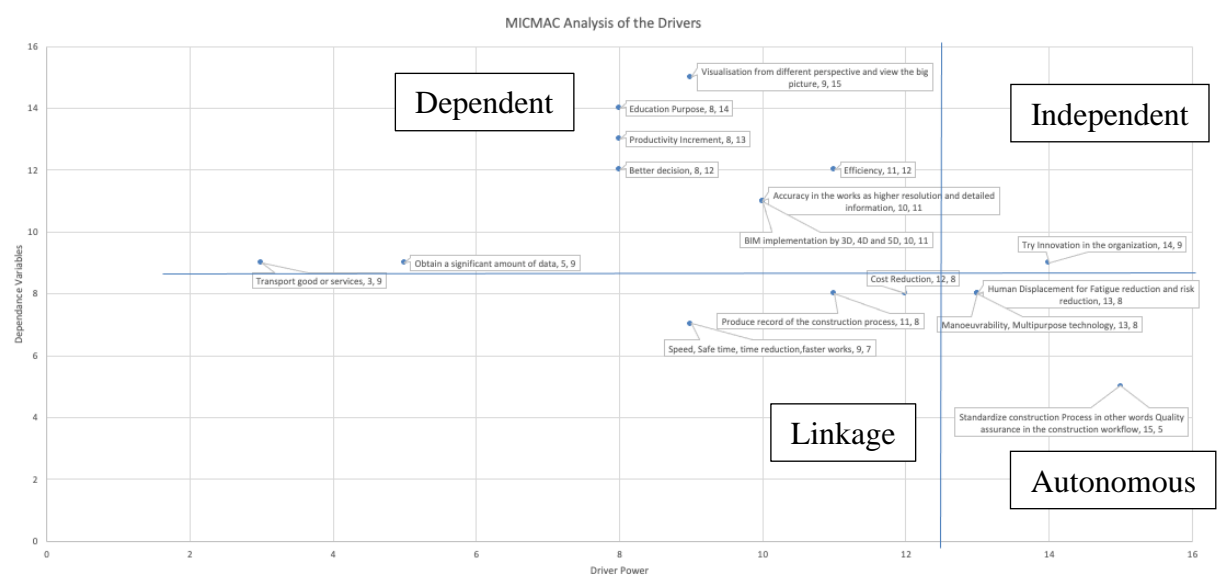 MICMAC Analysis of the Drivers
16
14
12
10
8
6
4
2
0
Dependance Variables
Visualisation from different perspective and view the big
picture, 9, 15
Dependent
Education Purpose, 8, 14
Independent
Productivity Increment, 8, 13
Better decision, 8, 12
Efficiency, 11, 12
Accuracy in the works as higher resolution and detailed
information, 10, 11
BIM implementation by 3D, 4D and 5D, 10, 11
Try Innovation in the organization, 14, 9
Obtain a significant amount of data, 5, 9
Transport good or services, 3, 9
Cost Reduction, 12, 8
Human Displacement for Fatigue reduction and risk
reduction, 13, 8
Produce record of the construction process, 11, 8
Manoeuvrability, Multipurpose technology, 13, 8
Speed, Safe time, time reduction,faster works, 9, 7
Standardize construction Process in other words Quality
assurance in the construction workflow, 15, 5
Linkage
Autonomous
0
2
4
6
8
10
12
14
16
Driver Power